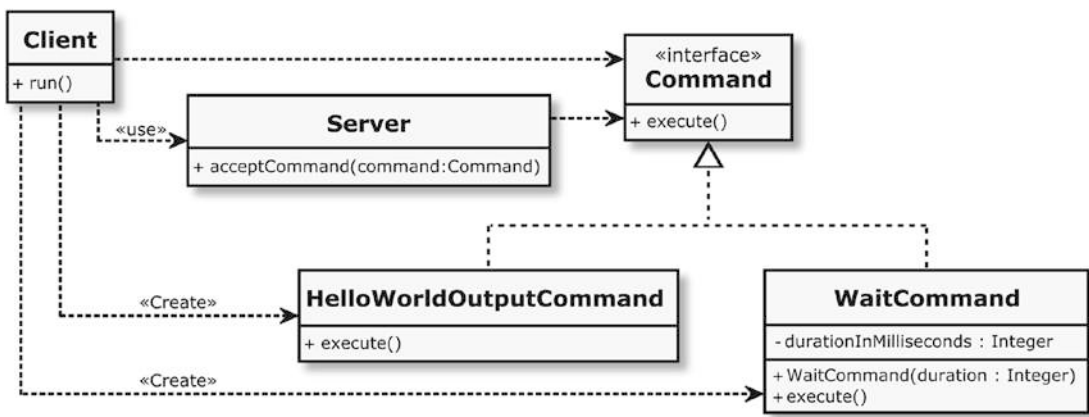 Client
+ run()
«interface»
Command
+ execute()
«use»
Server
+ acceptCommand(command:Command)
«Create»
HelloWorldOutputCommand
+ execute()
«Create»
WaitCommand
- durationInMilliseconds : Integer
+ WaitCommand(duration : Integer)
+ execute()